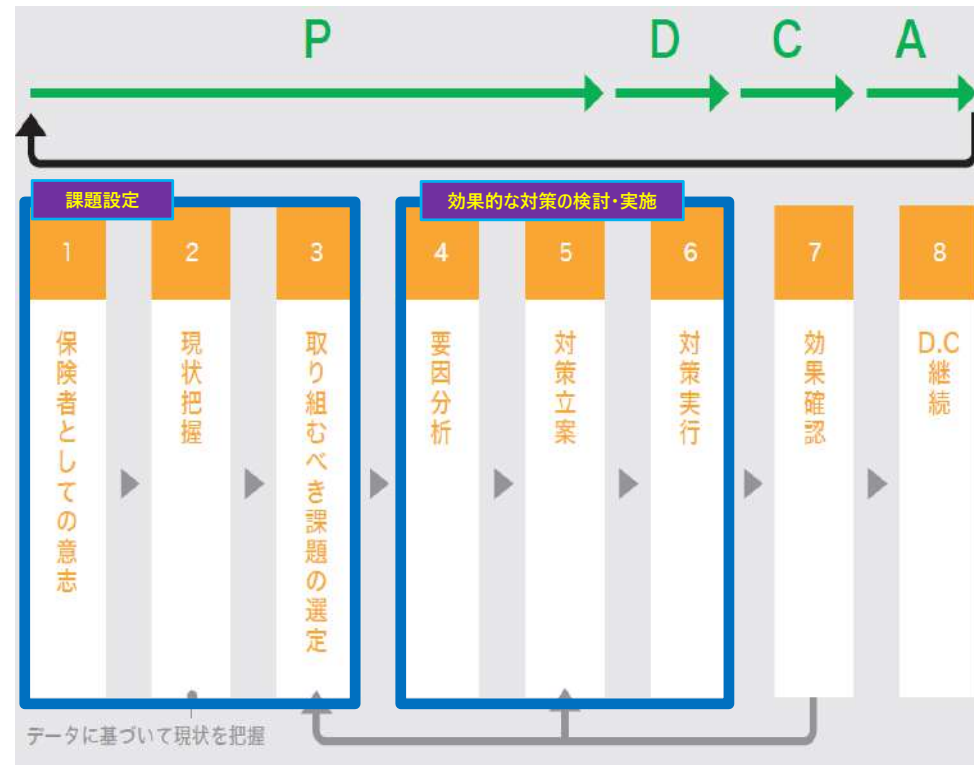 P
D
C
A
課題設定
効果的な対策の検討・実施
1
2
3
4
5
6
7
8
保険者としての意志
現状把握
取り組むべき課題の選定
要因分析
対策立案
対策実行
効果確認
D.C継続
データに基づいて現状を把握